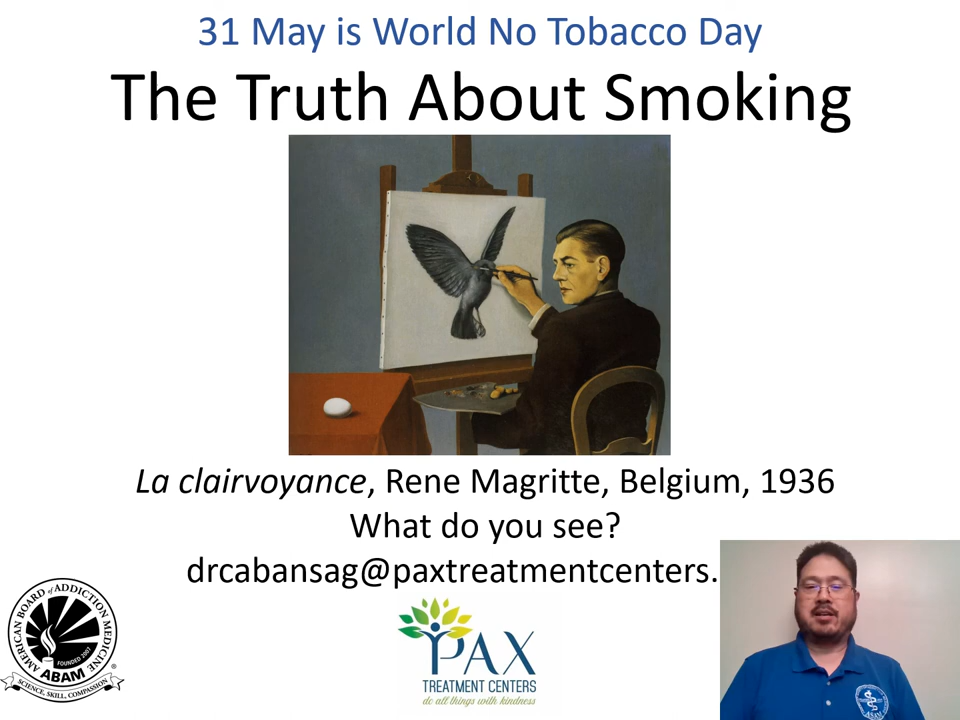 31 May is World No Tobacco Day
The Truth About Smoking
La clairvoyance, Rene Magritte, Belgium, 1936
What do you see?
drcabansag@paxtreatmentcenters.
AMERICAN BOARD of ADDICTION MEDICINE
FOUNDED 2007
ABAM
®
SCIENCE, SKILL, COMPASSION
PAX
TREATMENT CENTERS
do all things with kindness
ASAM